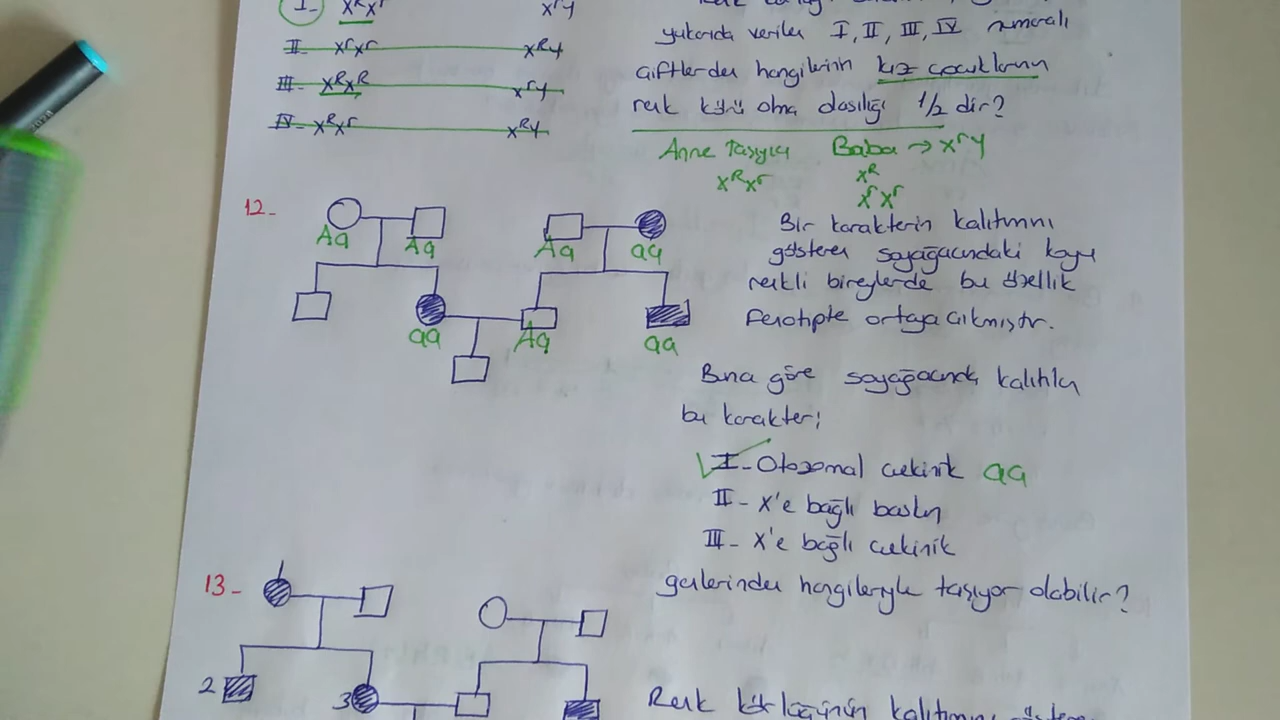 I- XᴿXʳ XʳY
II- XʳXʳ XᴿY
III- XᴿXᴿ XʳY
IV- XᴿXʳ XᴿY
yukarıda verilen I, II, III, IV numaralı
çiftlerden hangilerinin kız çocuklarının
renk körü olma olasılığı 1/2 dir?
Anne Taşıyıcı Baba → XʳY
XᴿXʳ Xᴿ
XʳXʳ
12-
Aa Aa Aa aa
aa Aa aa
Bir karakterin kalıtımını
gösteren soyağacındaki koyu
renkli bireylerde bu özellik
fenotipte ortaya çıkmıştır.
Buna göre soyağacında kalıtılan
bu karakter;
I- Otozomal çekinik aa
II- X'e bağlı baskın
III- X'e bağlı çekinik
genlerinden hangileriyle taşınıyor olabilir?
13-
2 3
Renk körlüğünün kalıtımını